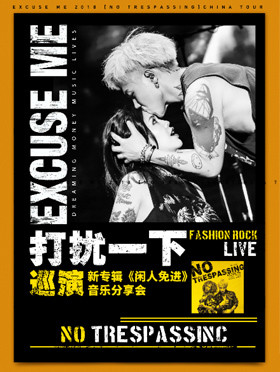 EXCUSE ME 2018 [NO TRESPASSING] CHINA TOUR
EXCUSE ME
DREAMING MONEY MUSIC LIVES
打扰一下
FASHION ROCK
LIVE
巡演
新专辑《闲人免进》
音乐分享会
NO
TRESPASSING
NO TRESPASSING